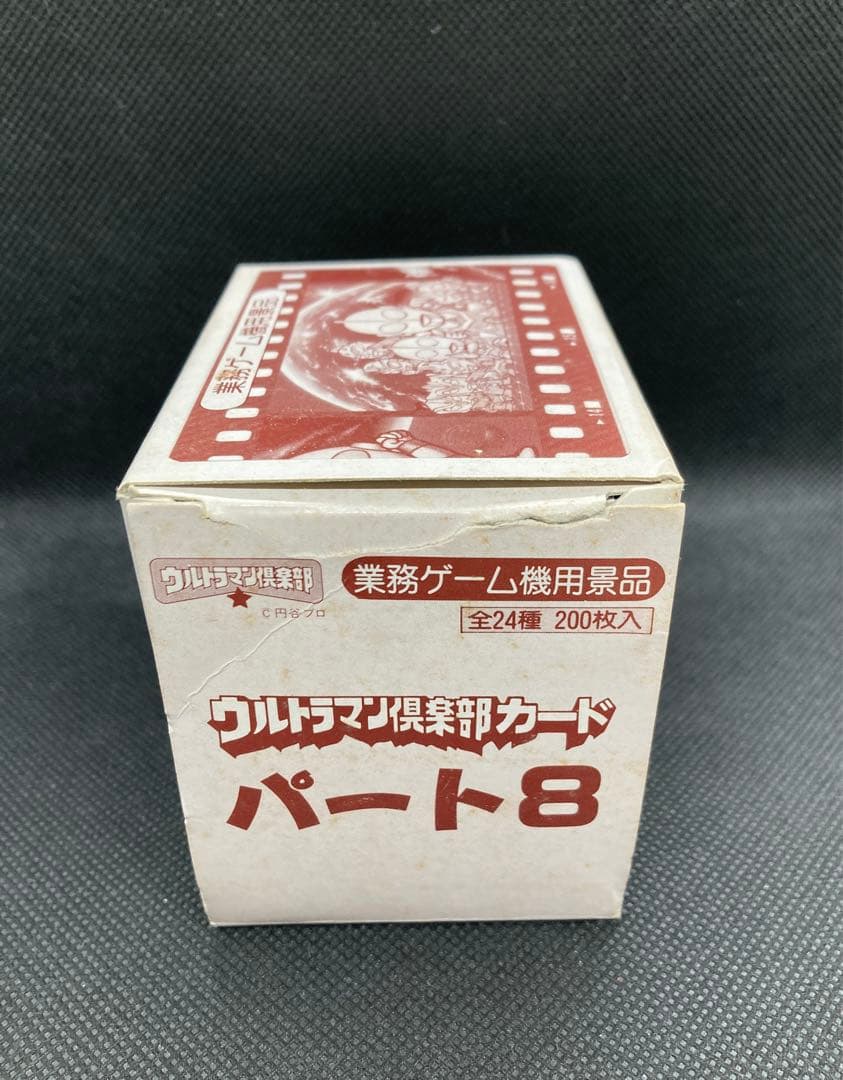 業務ゲーム機用景品
▶14
ウルトラマン倶楽部
C円谷プロ
業務ゲーム機用景品
全24種 200枚入
ウルトラマン倶楽部カード
パート8